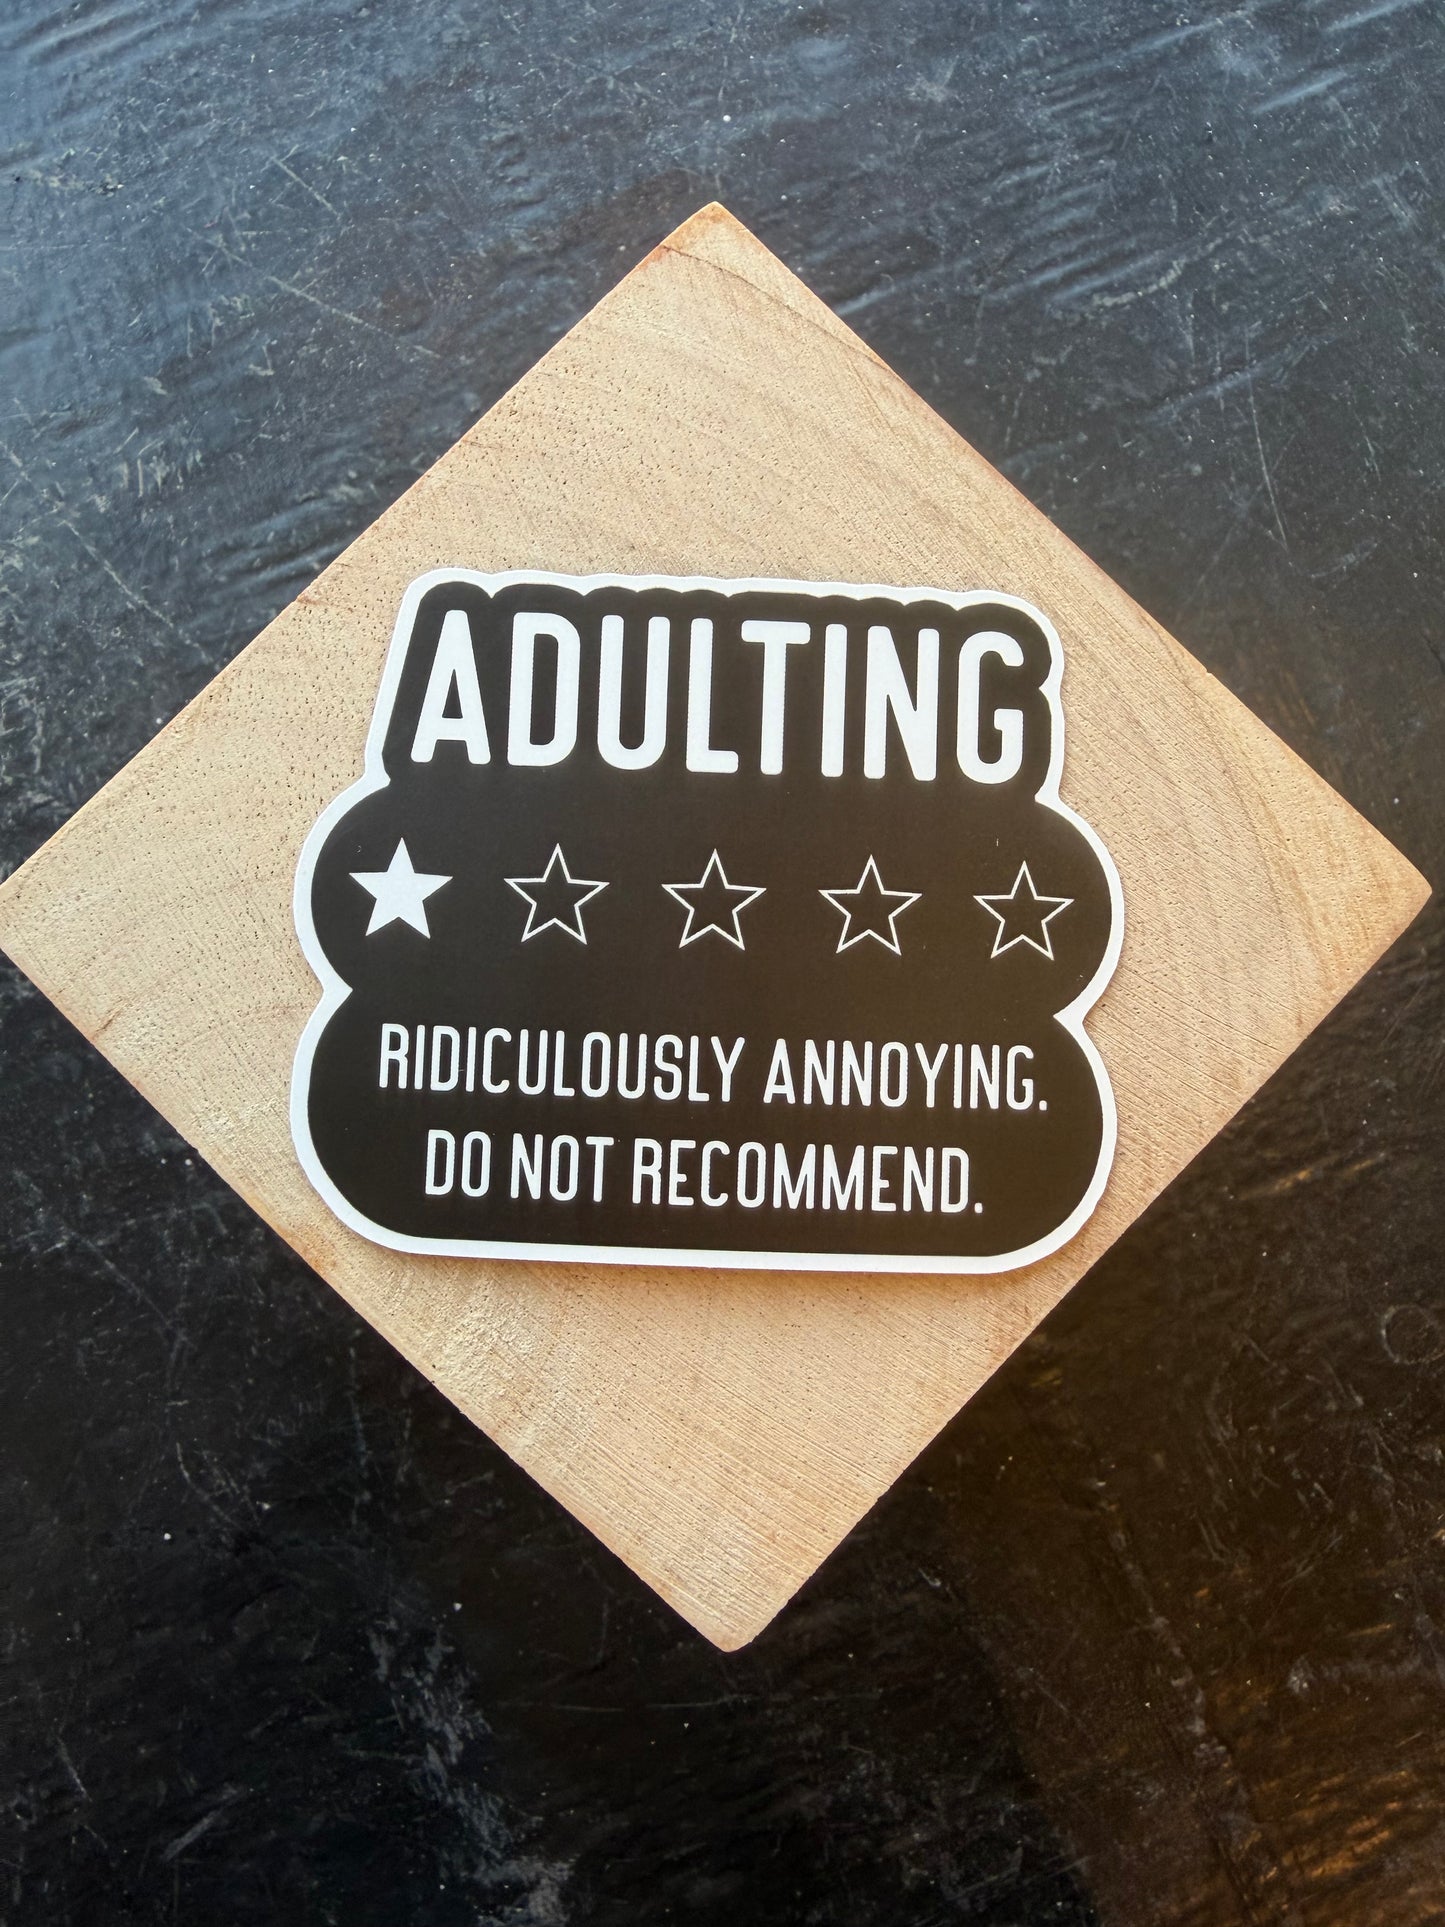 ADULTING
RIDICULOUSLY ANNOYING.
DO NOT RECOMMEND.